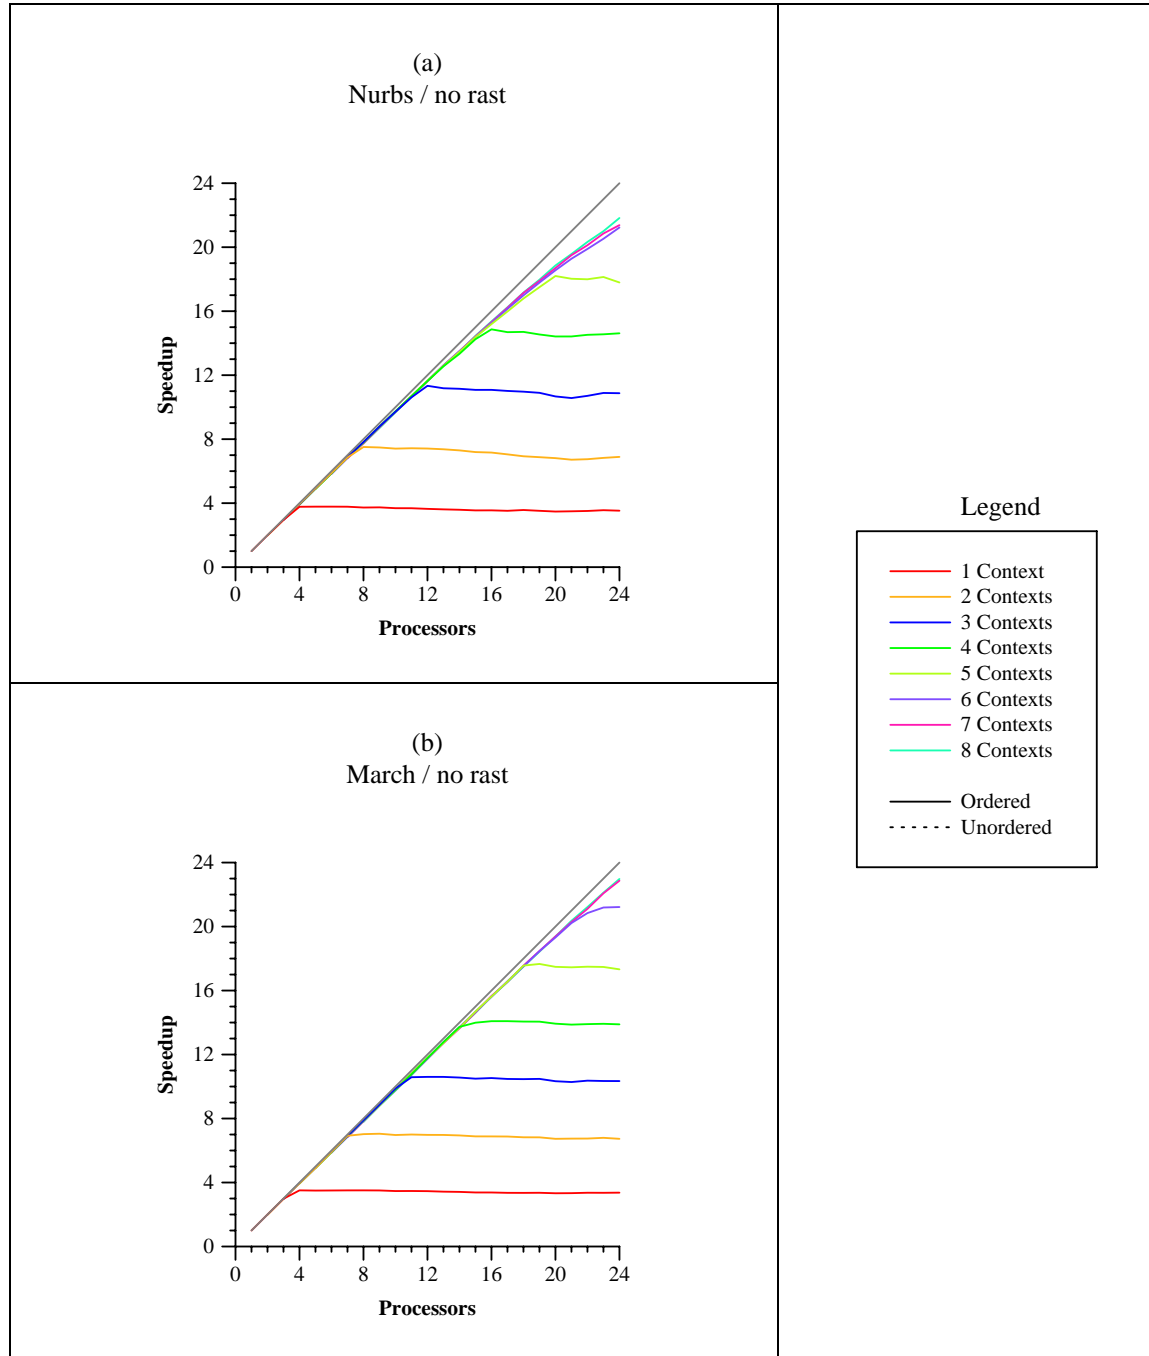 (a)
Nurbs / no rast
24
20
16
12
8
4
0
Speedup
0 4 8 12 16 20 24
Processors
(b)
March / no rast
24
20
16
12
8
4
0
Speedup
0 4 8 12 16 20 24
Processors
Legend
1 Context
2 Contexts
3 Contexts
4 Contexts
5 Contexts
6 Contexts
7 Contexts
8 Contexts
Ordered
Unordered